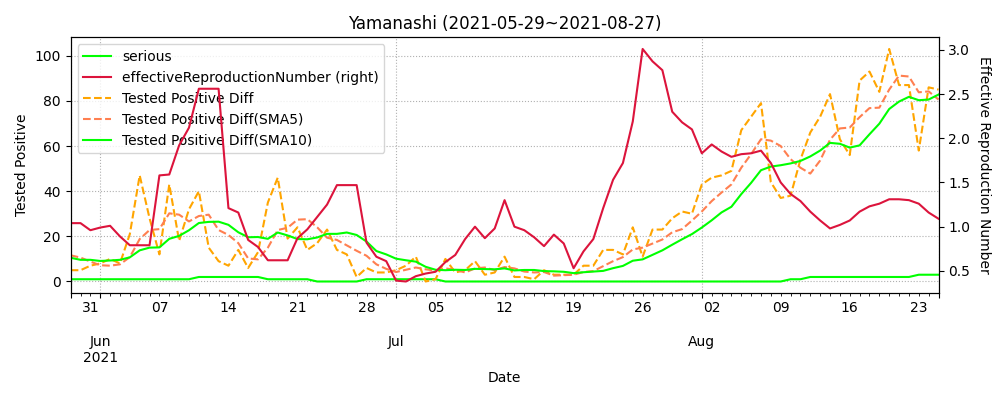 Yamanashi (2021-05-29~2021-08-27)
serious
effectiveReproductionNumber (right)
Tested Positive Diff
Tested Positive Diff(SMA5)
Tested Positive Diff(SMA10)
Tested Positive
100
80
60
40
20
0
3.0
2.5
2.0
1.5
1.0
0.5
Effective Reproduction Number
31 07 14 21 28 05 12 19 26 02 09 16 23
Jun Jul Aug
2021
Date